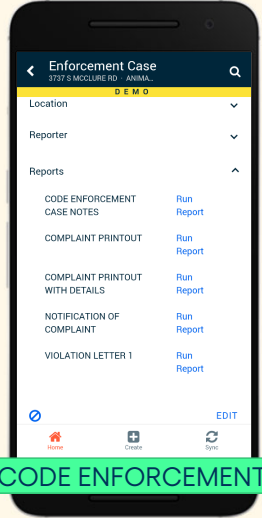 Enforcement Case
3737 S MCCLURE RD · ANIMA...
DEMO
Location
Reporter
Reports
CODE ENFORCEMENT
CASE NOTES
Run
Report
COMPLAINT PRINTOUT
Run
Report
COMPLAINT PRINTOUT
WITH DETAILS
Run
Report
NOTIFICATION OF
COMPLAINT
Run
Report
VIOLATION LETTER 1
Run
Report
EDIT
Home
Create
Sync
CODE ENFORCEMENT